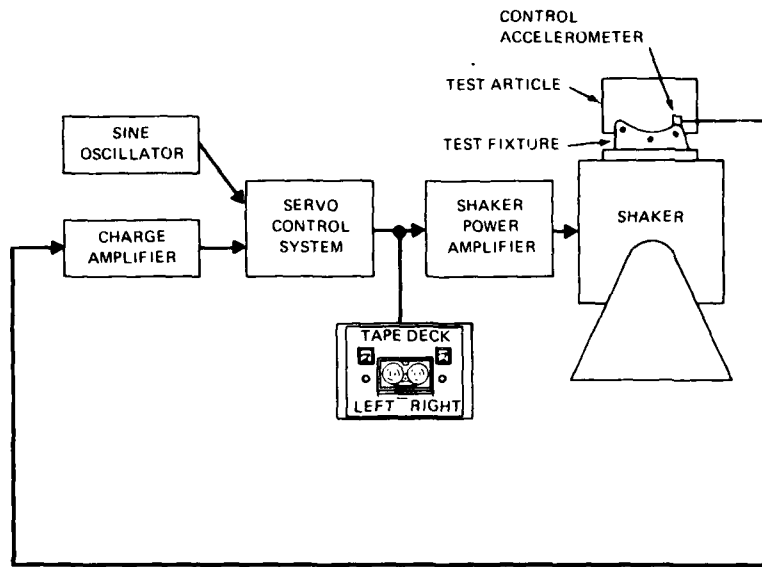 CONTROL
ACCELEROMETER
TEST ARTICLE
TEST FIXTURE
SINE
OSCILLATOR
CHARGE
AMPLIFIER
SERVO
CONTROL
SYSTEM
SHAKER
POWER
AMPLIFIER
SHAKER
TAPE DECK
LEFT RIGHT